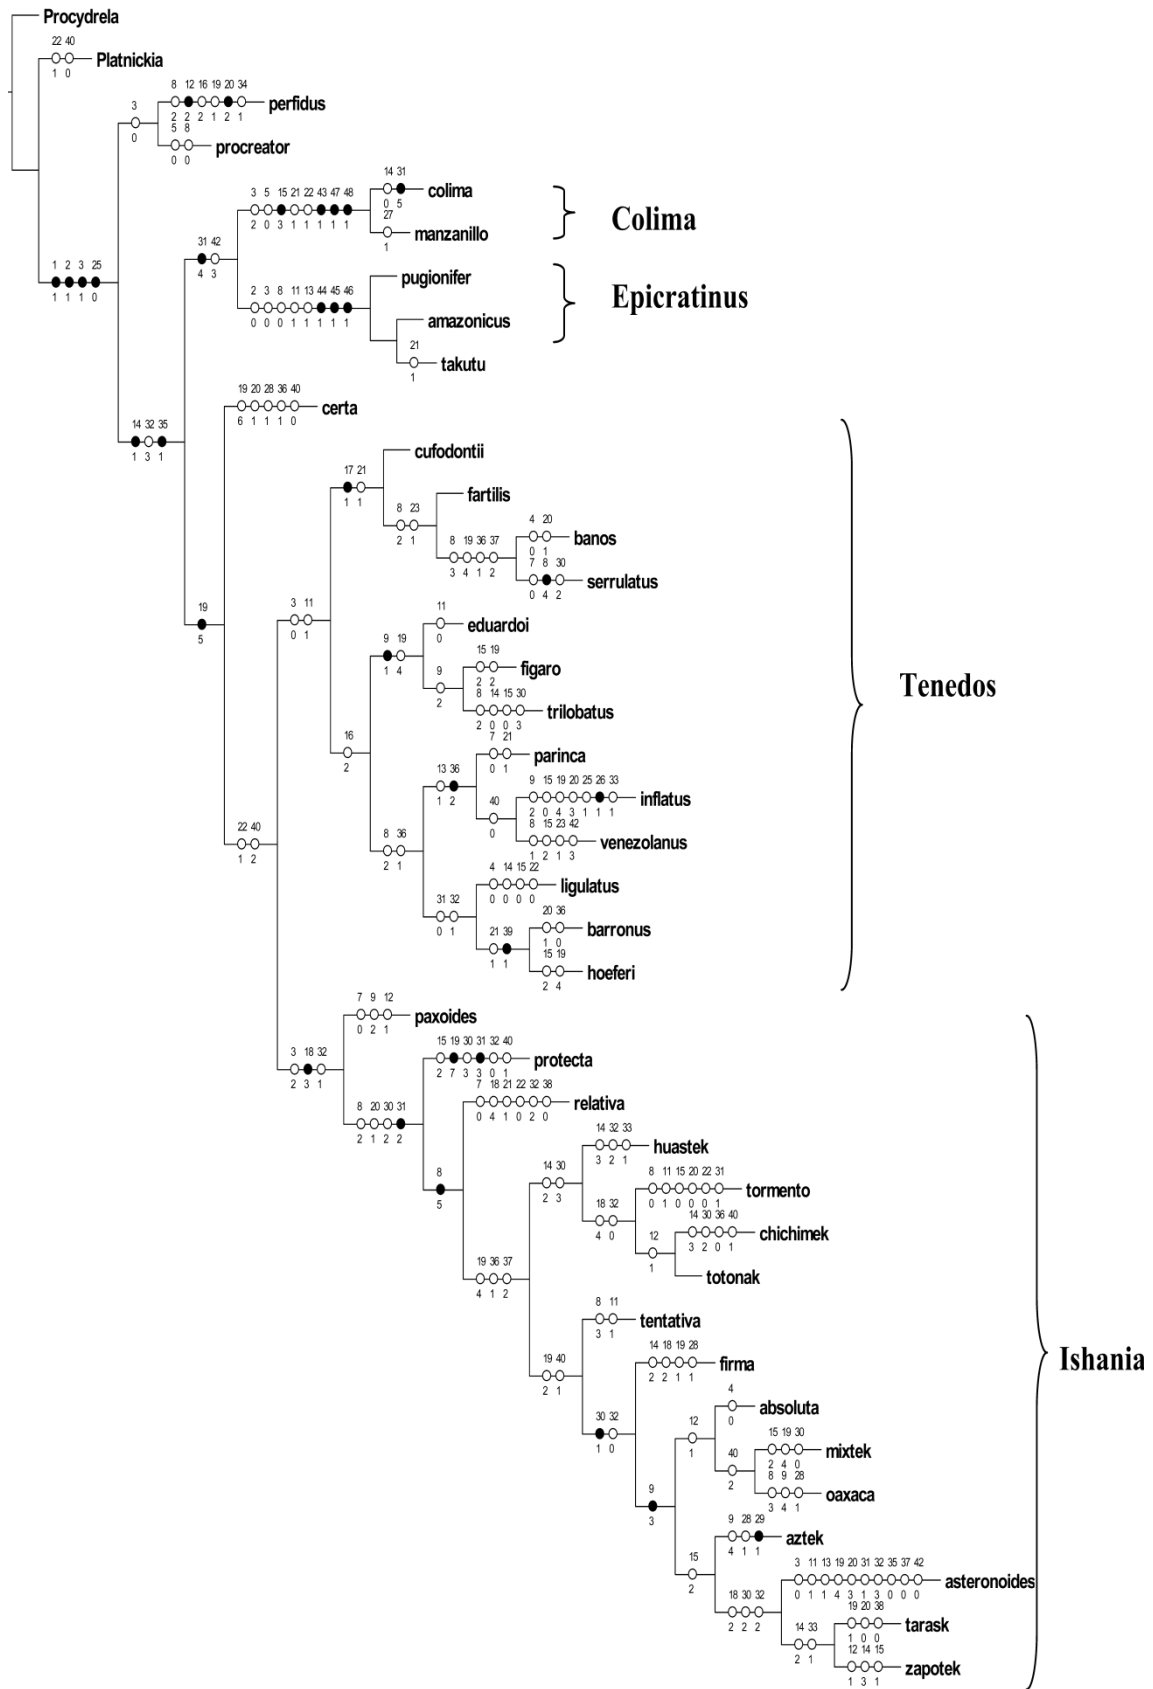 Procydrela
22 40
Platnickia
1 0
8 12 16 19 20 34
perfidus
3
2 2 2 1 2 1
0
5 8
procreator
0 0
14 31
colima
3 5 15 21 22 43 47 48
0 5
Colima
27
2 0 3 1 1 1 1 1
manzanillo
1
31 42
4 3
pugionifer
1 2 3 25
2 3 8 11 13 44 45 46
Epicratinus
1 1 1 0
0 0 0 1 1 1 1 1
amazonicus
21
takutu
1
19 20 28 36 40
certa
6 1 1 1 0
14 32 35
1 3 1
cufodontii
17 21
1 1
fartilis
8 23
2 1
4 20
banos
0 1
8 19 36 37
7 8 30
3 4 1 2
serrulatus
0 4 2
19
5
3 11
0 1
11
eduardoi
0
9 19
1 4
15 19
figaro
2 2
9
2
8 14 15 30
trilobatus
2 0 0 3
Tenedos
16
2
7 21
parinca
0 1
13 36
1 2
9 15 19 20 25 26 33
inflatus
2 0 4 3 1 1 1
40
0
8 15 23 42
venezolanus
1 2 1 3
22 40
1 2
8 36
2 1
4 14 15 22
ligulatus
0 0 0 0
31 32
0 1
20 36
barronus
1 0
21 39
1 1
15 19
hoeferi
2 4
7 9 12
paxoides
0 2 1
15 19 30 31 32 40
protecta
2 7 3 3 0 1
3 18 32
2 3 1
7 18 21 22 32 38
relativa
0 4 1 0 2 0
8 20 30 31
2 1 2 2
14 32 33
huastek
3 2 1
8
5
14 30
2 3
8 11 15 20 22 31
tormento
0 1 0 0 0 1
18 32
4 0
14 30 36 40
chichimek
3 2 0 1
12
1
totonak
19 36 37
4 1 2
8 11
tentativa
3 1
Ishania
14 18 19 28
firma
2 2 1 1
19 40
2 1
4
absoluta
0
30 32
1 0
12
1
15 19 30
mixtek
2 4 0
40
2
8 9 28
oaxaca
3 4 1
9
3
9 28 29
aztek
4 1 1
15
2
3 11 13 19 20 31 32 35 37 42
asteronoides
0 1 1 4 3 1 3 0 0 0
18 30 32
2 2 2
19 20 38
tarask
1 0 0
14 33
2 1
12 14 15
zapotek
1 3 1